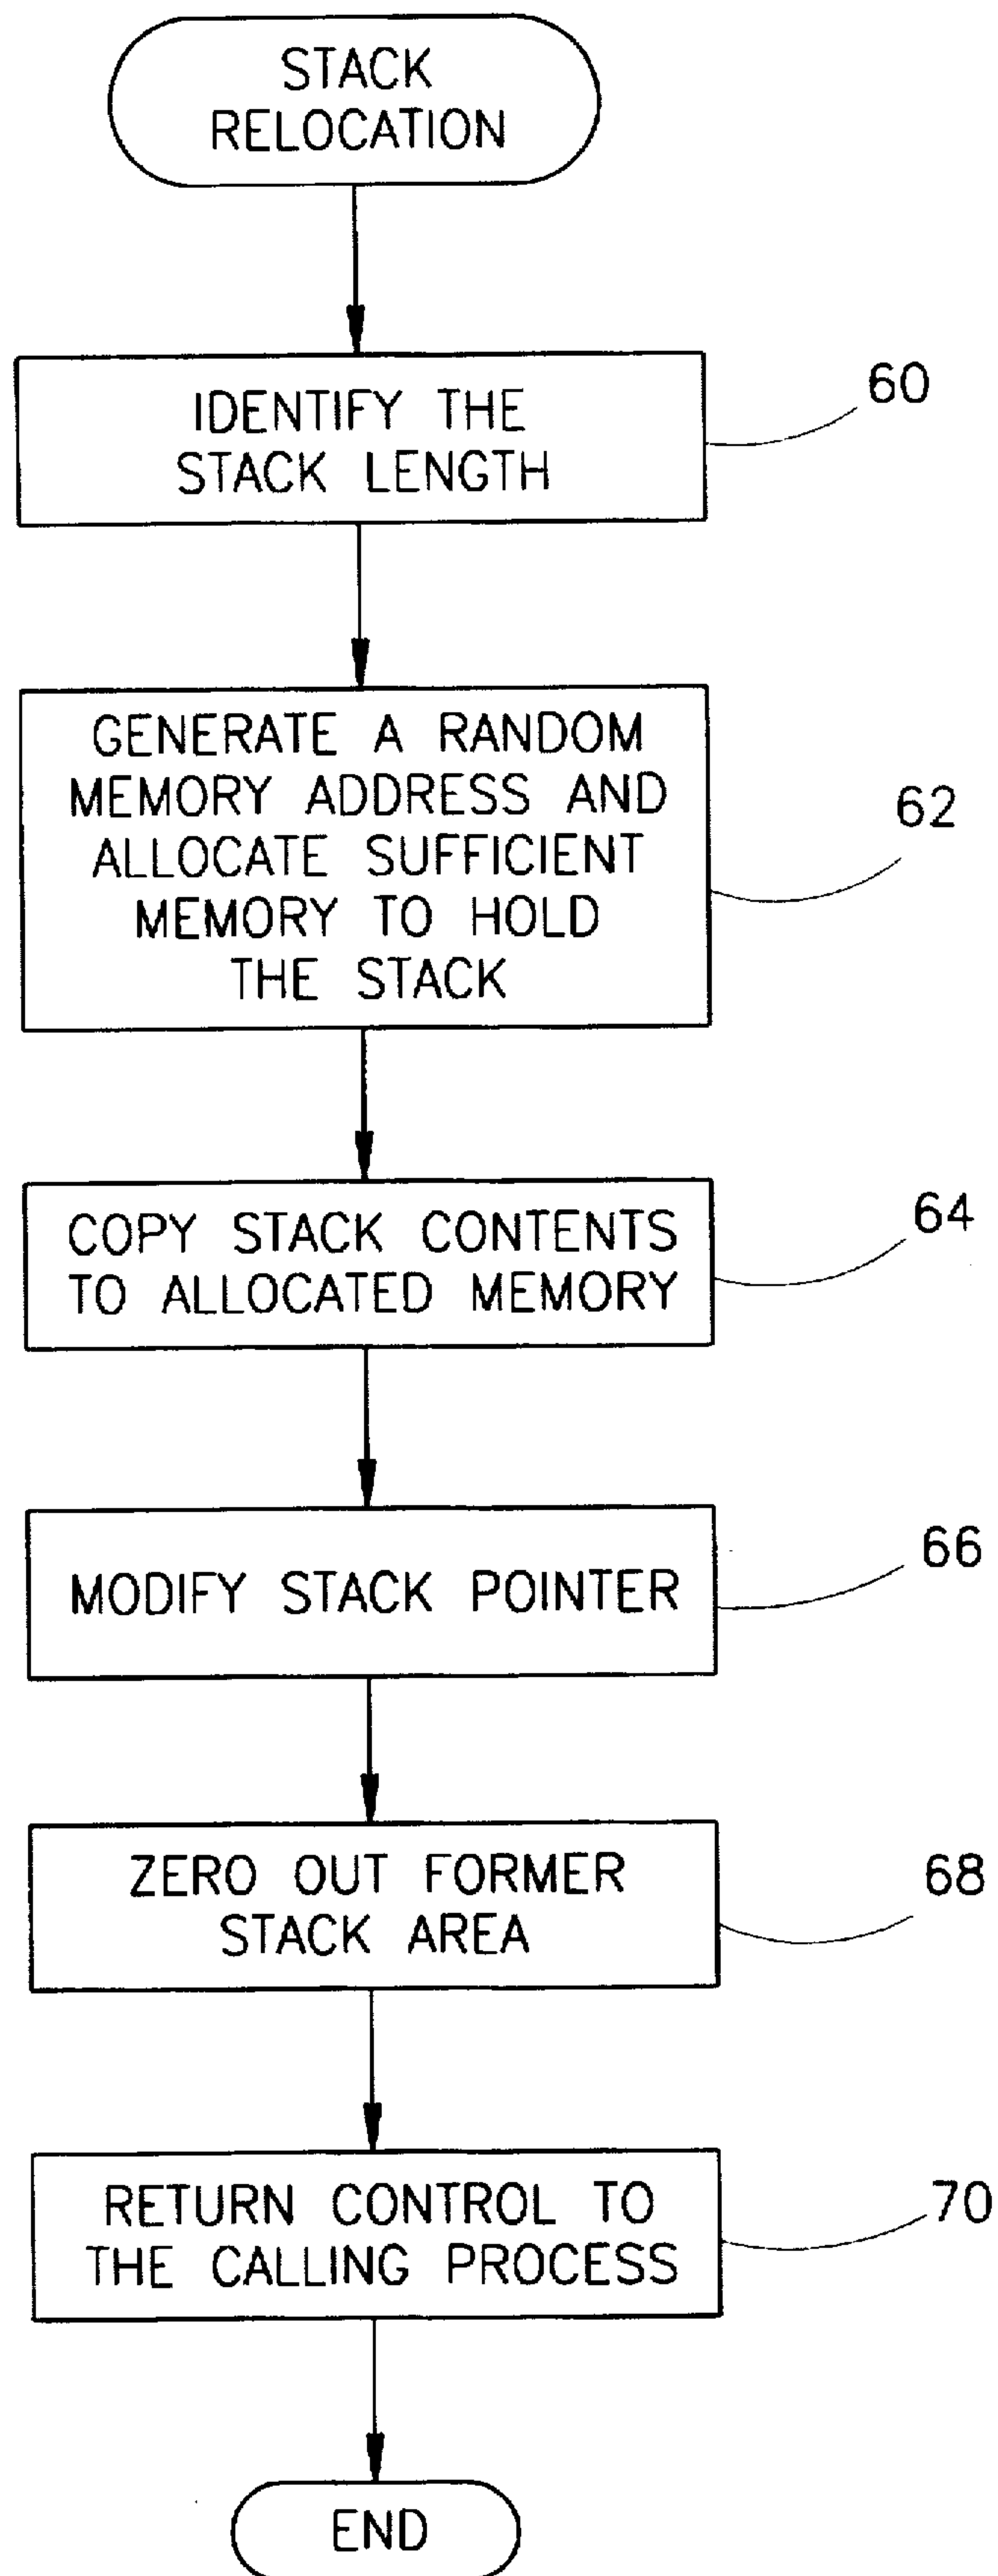 STACK
RELOCATION
IDENTIFY THE
STACK LENGTH
60
GENERATE A RANDOM
MEMORY ADDRESS AND
ALLOCATE SUFFICIENT
MEMORY TO HOLD
THE STACK
62
COPY STACK CONTENTS
TO ALLOCATED MEMORY
64
MODIFY STACK POINTER
66
ZERO OUT FORMER
STACK AREA
68
RETURN CONTROL TO
THE CALLING PROCESS
70
END